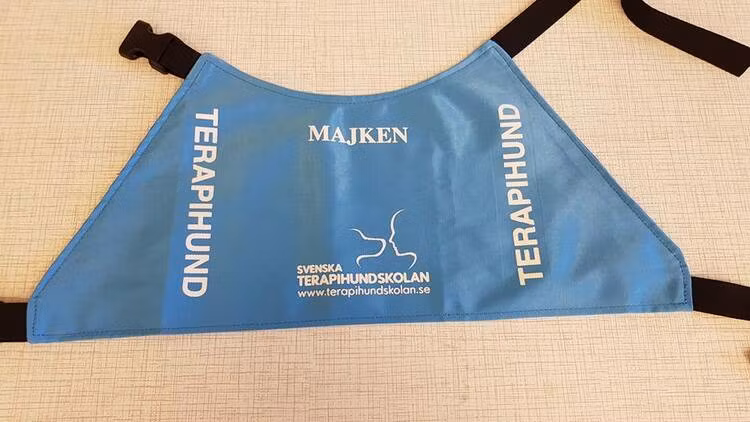 TERAPIHUND
MAJKEN
SVENSKA
TERAPIHUNDSKOLAN
www.terapihundskolan.se
TERAPIHUND